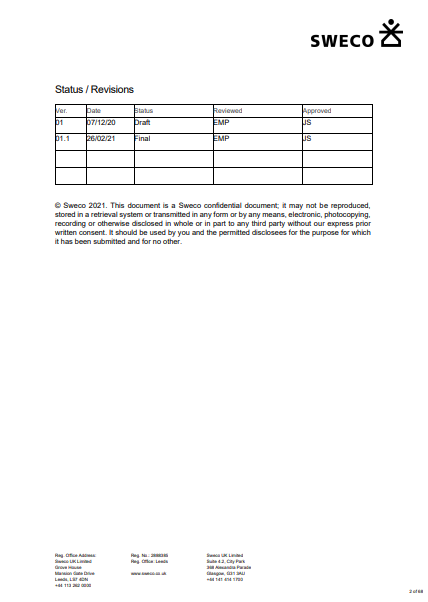 SWECO
Status / Revisions
Ver. Date Status Reviewed Approved
01 07/12/20 Draft EMP JS
01.1 26/02/21 Final EMP JS
© Sweco 2021. This document is a Sweco confidential document; it may not be reproduced,
stored in a retrieval system or transmitted in any form or by any means, electronic, photocopying,
recording or otherwise disclosed in whole or in part to any third party without our express prior
written consent. It should be used by you and the permitted disclosees for the purpose for which
it has been submitted and for no other.
Reg. Office Address:
Sweco UK Limited
Grove House
Mansion Gate Drive
Leeds, LS7 4DN
+44 113 262 0000
Reg. No.: 2888385
Reg. Office: Leeds
www.sweco.co.uk
Sweco UK Limited
Suite 4.2, City Park
368 Alexandra Parade
Glasgow, G31 3AU
+44 141 414 1700
2 of 68